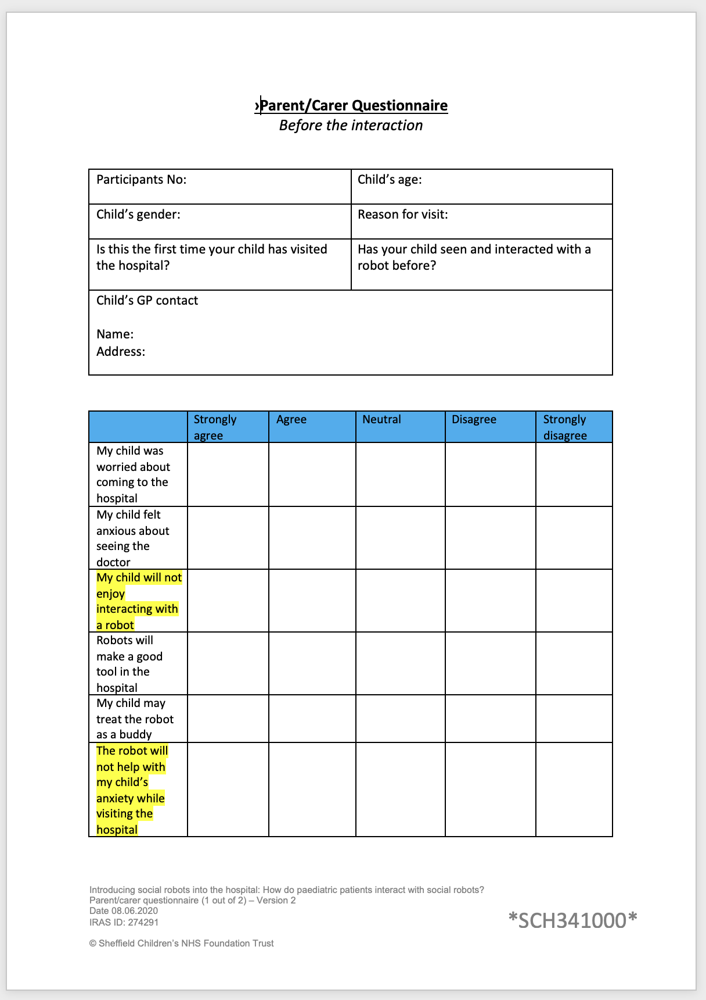 ›Parent/Carer Questionnaire
Before the interaction
Participants No:
Child’s age:
Child’s gender:
Reason for visit:
Is this the first time your child has visited
the hospital?
Has your child seen and interacted with a
robot before?
Child’s GP contact
Name:
Address:
Strongly
agree
Agree
Neutral
Disagree
Strongly
disagree
My child was
worried about
coming to the
hospital
My child felt
anxious about
seeing the
doctor
My child will not
enjoy
interacting with
a robot
Robots will
make a good
tool in the
hospital
My child may
treat the robot
as a buddy
The robot will
not help with
my child’s
anxiety while
visiting the
hospital
Introducing social robots into the hospital: How do paediatric patients interact with social robots?
Parent/carer questionnaire (1 out of 2) – Version 2
Date 08.06.2020
IRAS ID: 274291
*SCH341000*
© Sheffield Children’s NHS Foundation Trust